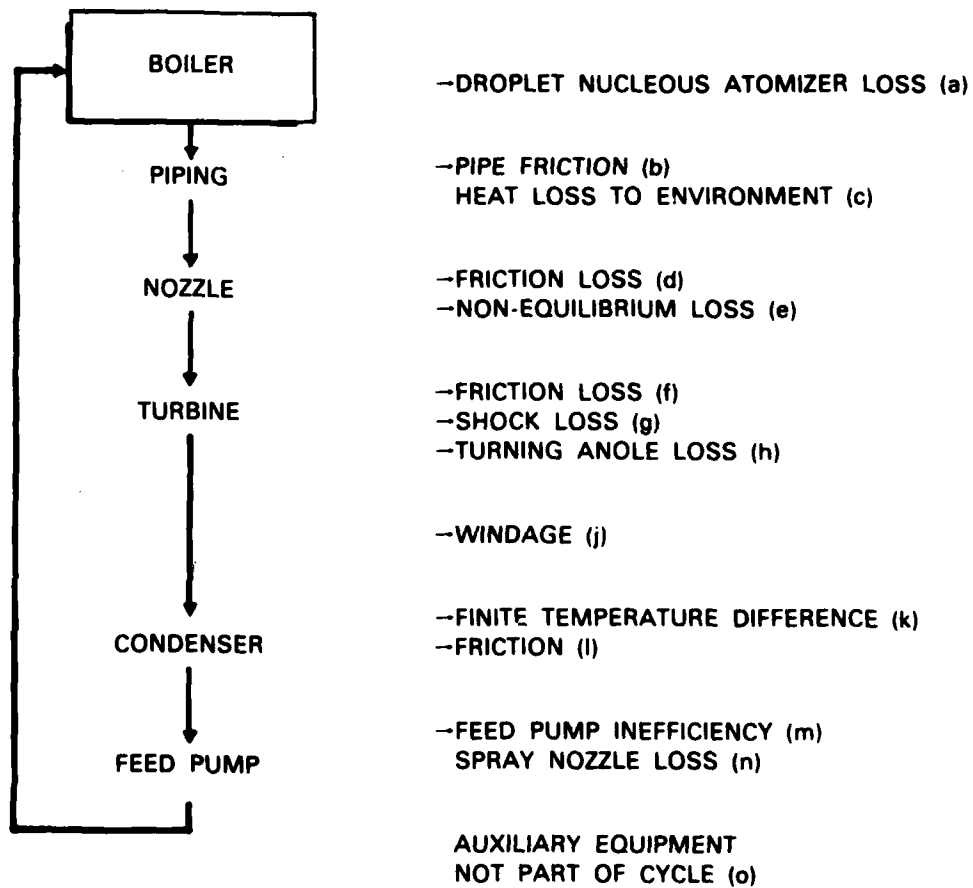 BOILER
→DROPLET NUCLEOUS ATOMIZER LOSS (a)
PIPING
→PIPE FRICTION (b)
HEAT LOSS TO ENVIRONMENT (c)
NOZZLE
→FRICTION LOSS (d)
→NON-EQUILIBRIUM LOSS (e)
TURBINE
→FRICTION LOSS (f)
→SHOCK LOSS (g)
→TURNING ANOLE LOSS (h)
→WINDAGE (j)
CONDENSER
→FINITE TEMPERATURE DIFFERENCE (k)
→FRICTION (l)
FEED PUMP
→FEED PUMP INEFFICIENCY (m)
SPRAY NOZZLE LOSS (n)
AUXILIARY EQUIPMENT
NOT PART OF CYCLE (o)